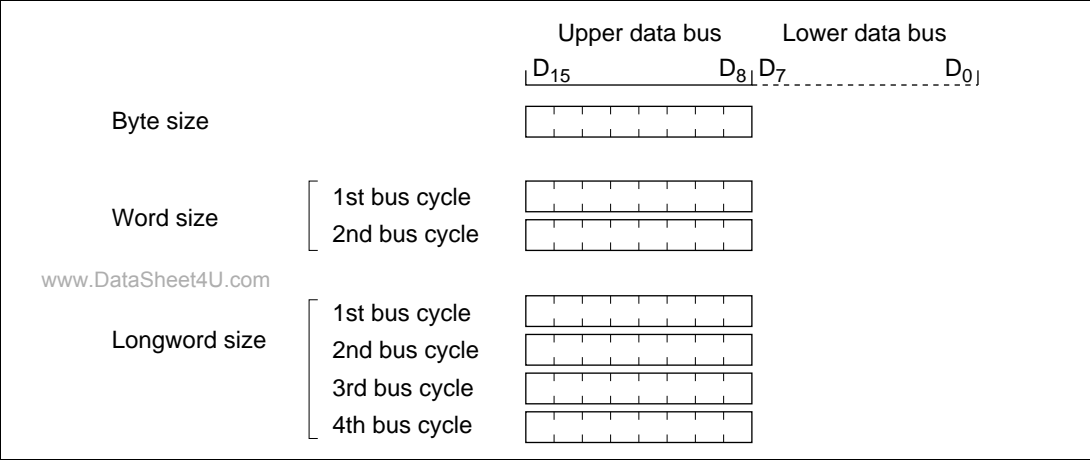 Upper data bus Lower data bus
D15 D8 D7 D0
Byte size
1st bus cycle
Word size
2nd bus cycle
www.DataSheet4U.com
1st bus cycle
Longword size
2nd bus cycle
3rd bus cycle
4th bus cycle